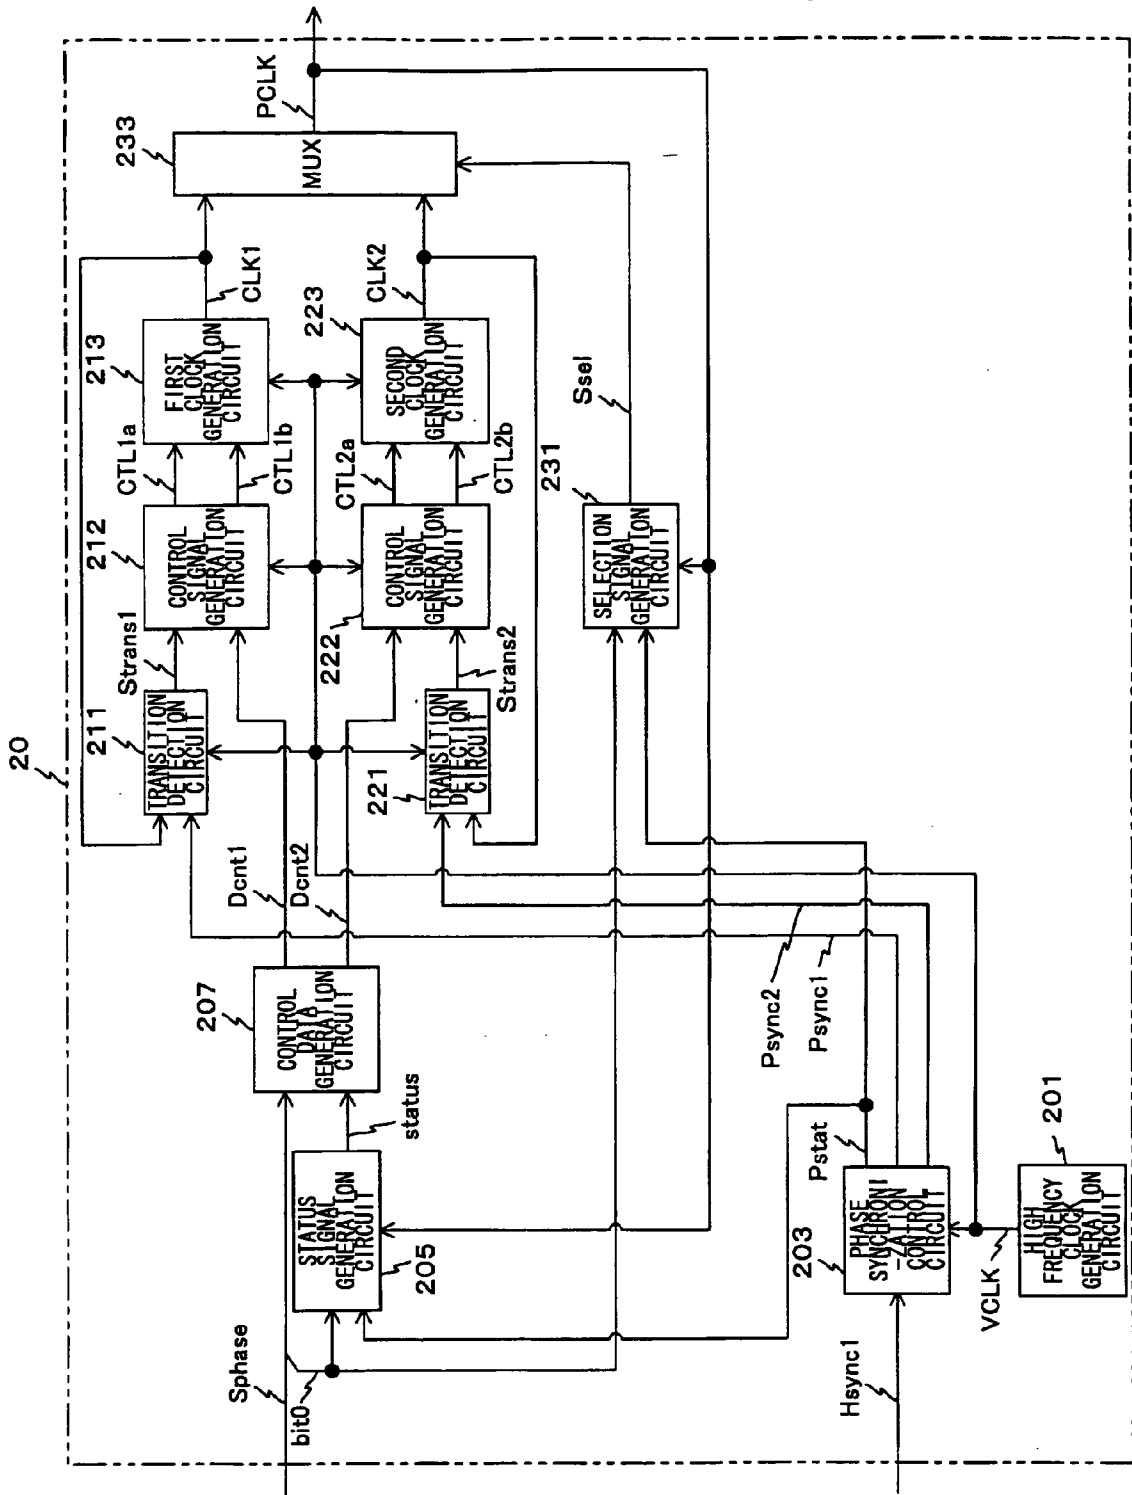 20
Sphase
bit0
STATUS
SIGNAL
GENERATION
CIRCUIT
205
status
207
CONTROL
DATA
GENERATION
CIRCUIT
Dcnt1
Dcnt2
211
TRANSITION
DETECTION
CIRCUIT
Strans1
212
CONTROL
SIGNAL
GENERATION
CIRCUIT
CTL1a
CTL1b
213
FIRST
CLOCK
GENERATION
CIRCUIT
CLK1
221
TRANSITION
DETECTION
CIRCUIT
Strans2
222
CONTROL
SIGNAL
GENERATION
CIRCUIT
CTL2a
CTL2b
223
SECOND
CLOCK
GENERATION
CIRCUIT
CLK2
233
MUX
PCLK
231
SELECTION
SIGNAL
GENERATION
CIRCUIT
Ssel
Hsync1
203
PHASE
SYNCHRONI
-ZATION
CONTROL
CIRCUIT
Pstat
Psync2
Psync1
VCLK
201
HIGH
FREQUENCY
CLOCK
GENERATION
CIRCUIT